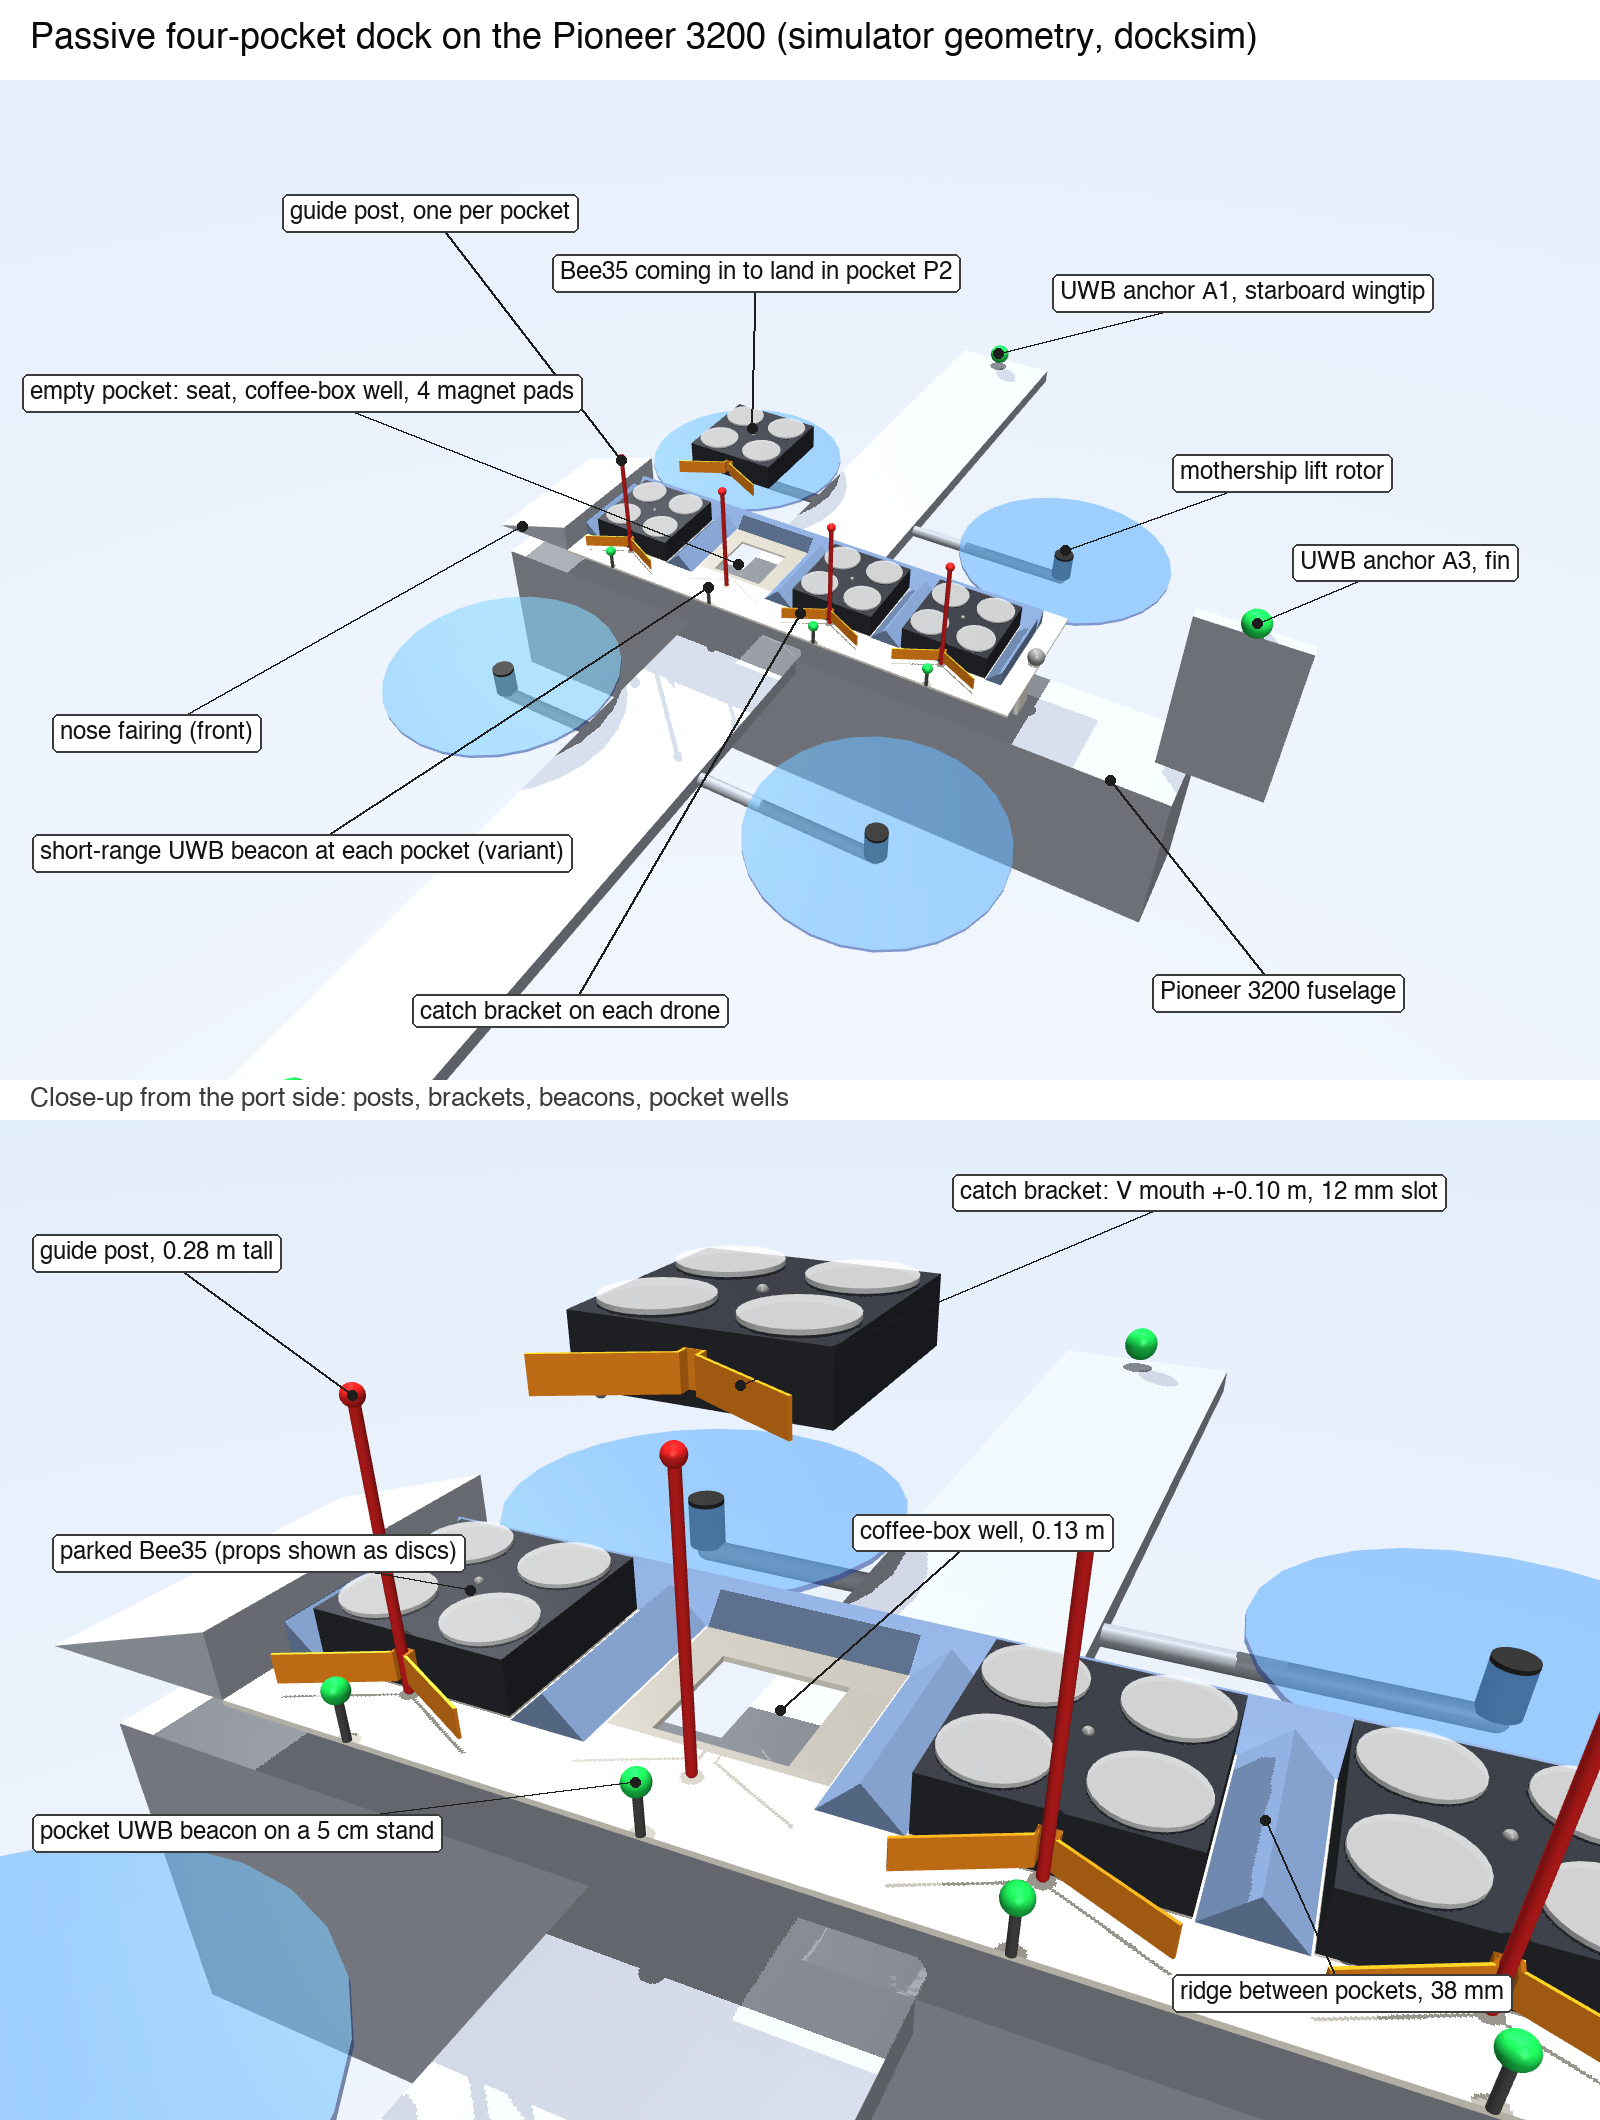 Passive four-pocket dock on the Pioneer 3200 (simulator geometry, docksim)
guide post, one per pocket
Bee35 coming in to land in pocket P2
UWB anchor A1, starboard wingtip
empty pocket: seat, coffee-box well, 4 magnet pads
mothership lift rotor
UWB anchor A3, fin
nose fairing (front)
short-range UWB beacon at each pocket (variant)
Pioneer 3200 fuselage
catch bracket on each drone
Close-up from the port side: posts, brackets, beacons, pocket wells
catch bracket: V mouth +-0.10 m, 12 mm slot
guide post, 0.28 m tall
coffee-box well, 0.13 m
parked Bee35 (props shown as discs)
pocket UWB beacon on a 5 cm stand
ridge between pockets, 38 mm